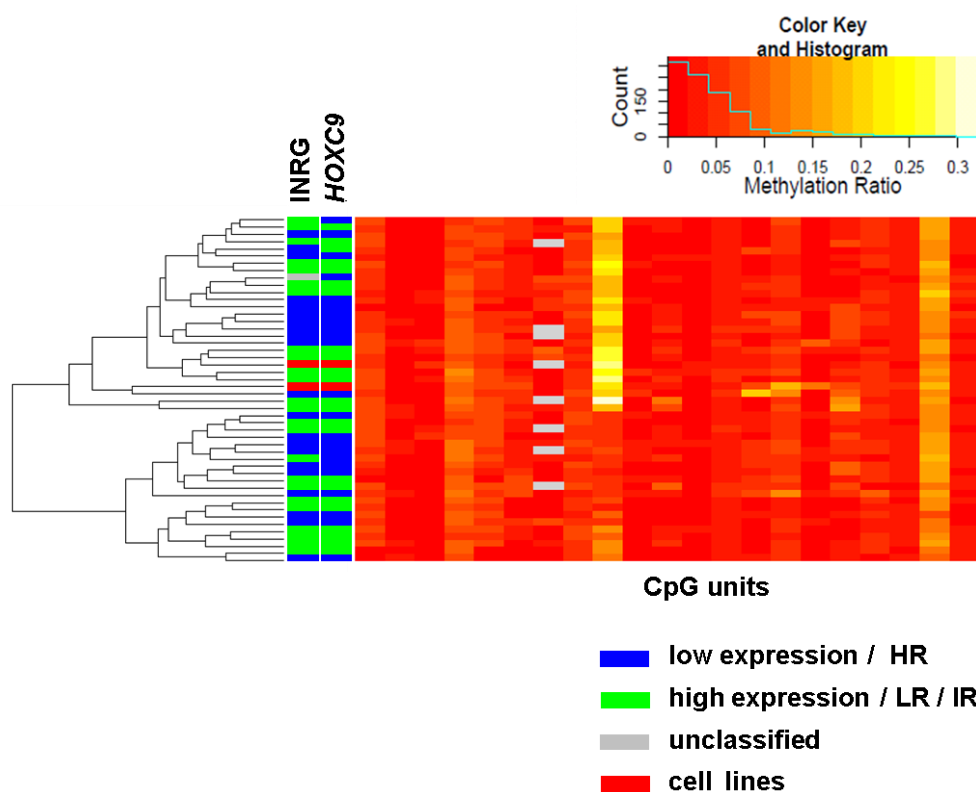 Color Key
and Histogram
Count
0
150
0
0.05
0.1
0.15
0.2
0.25
0.3
Methylation Ratio
INRG
HOXC9
CpG units
low expression / HR
high expression / LR / IR
unclassified
cell lines